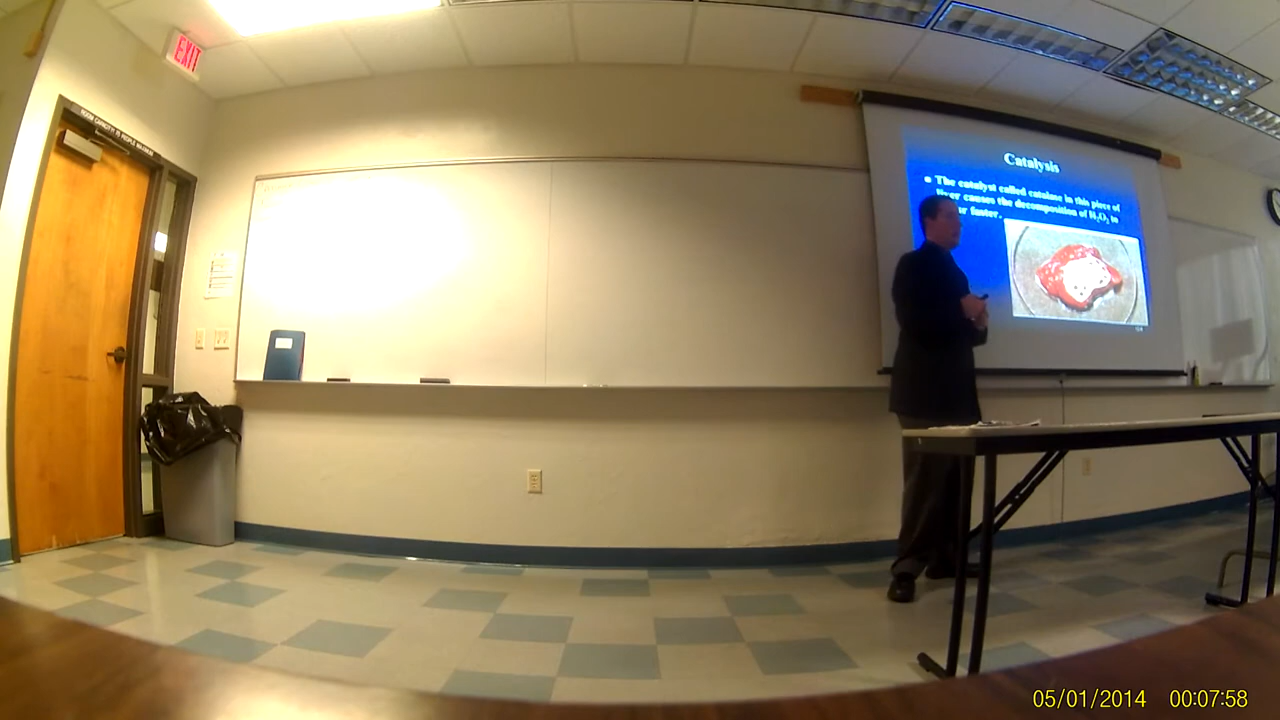 EXIT
Catalysis
The catalyst called catalase in this piece of
liver causes the decomposition of H₂O₂ to
faster.
05/01/2014 00:07:58